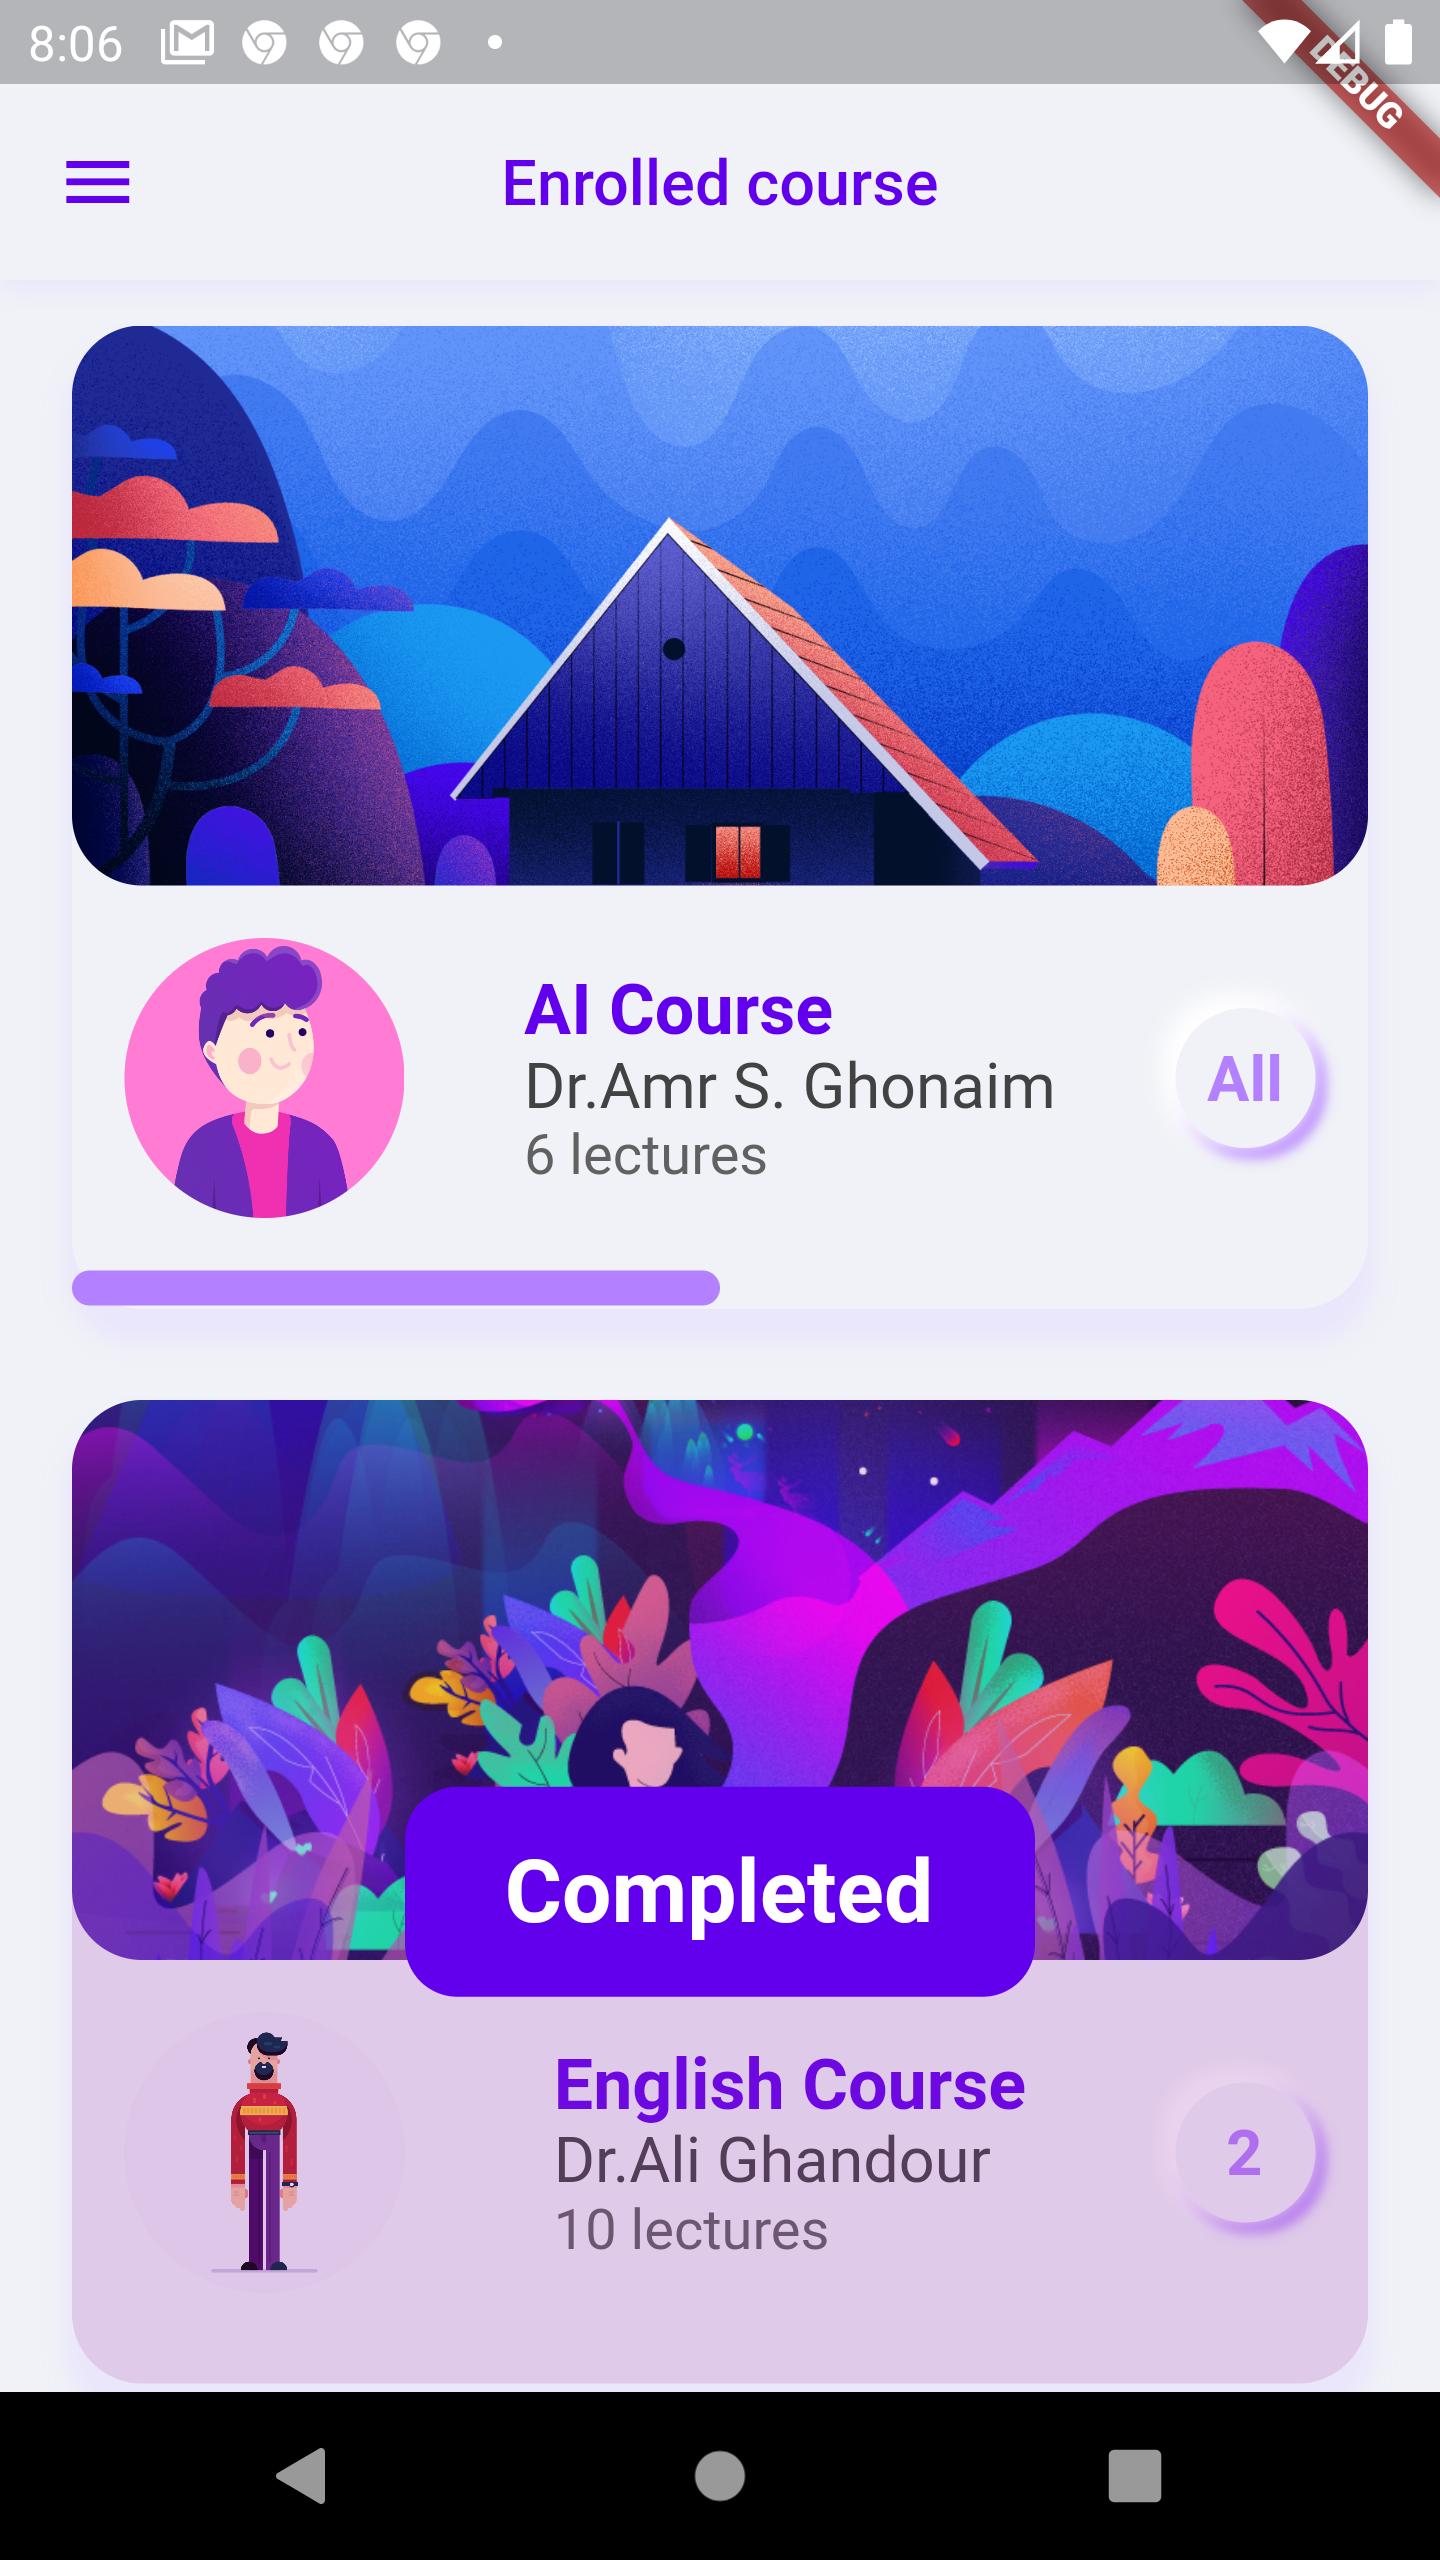 8:06
DEBUG
Enrolled course
AI Course
Dr.Amr S. Ghonaim
6 lectures
All
Completed
English Course
Dr.Ali Ghandour
10 lectures
2